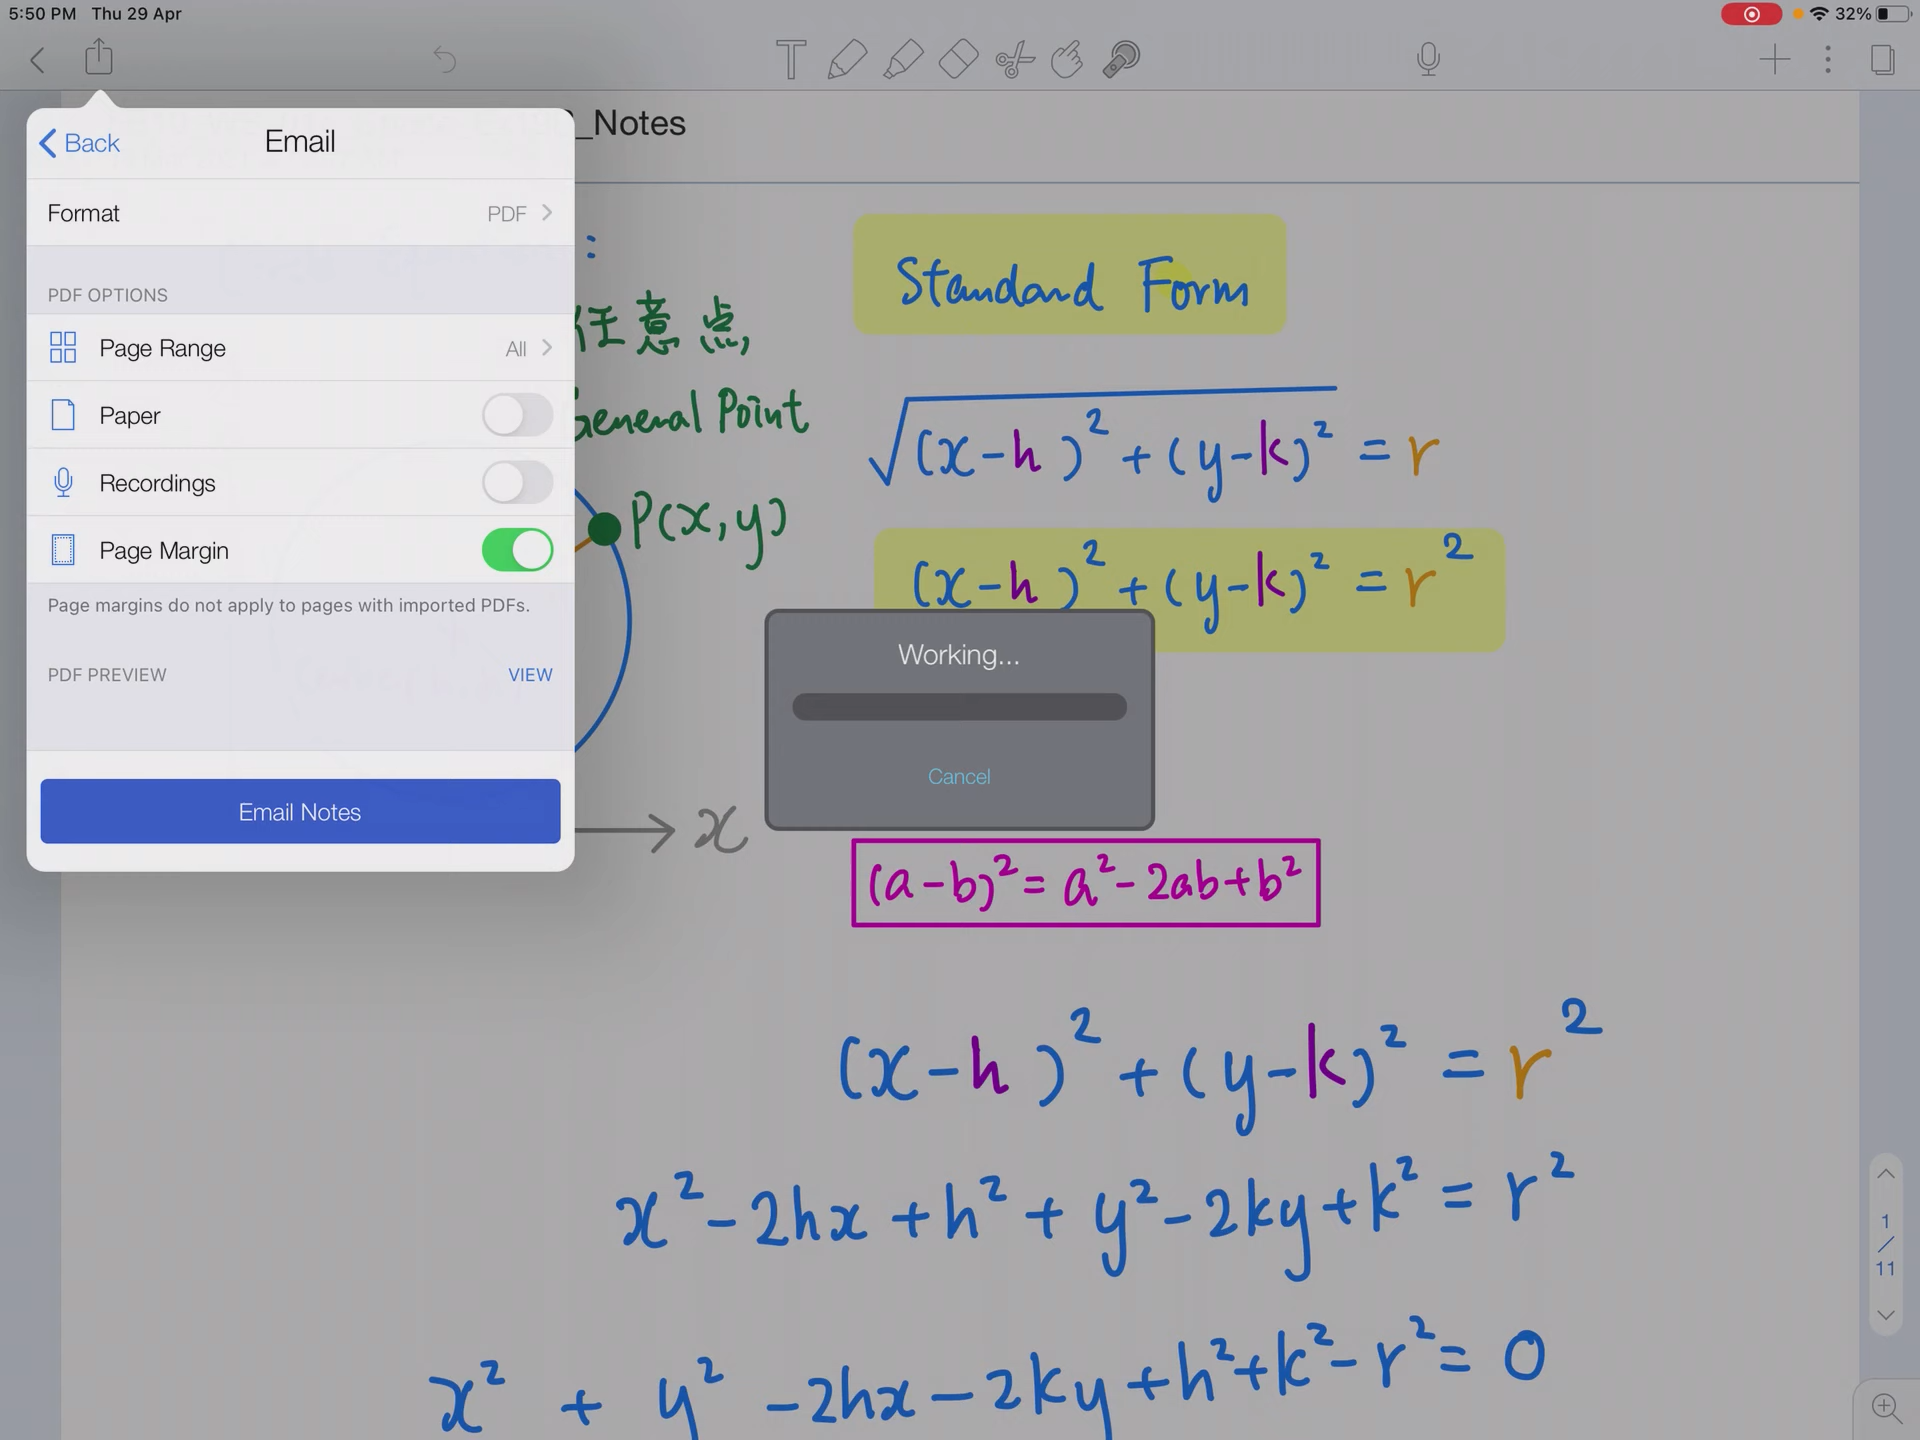 5:50 PM Thu 29 Apr
32%
T
_Notes
Back
Email
Format
PDF
PDF OPTIONS
Page Range
All
Paper
Recordings
Page Margin
Page margins do not apply to pages with imported PDFs.
PDF PREVIEW
VIEW
Email Notes
:
任意点,
General Point
P(x,y)
x
Standard Form
√(x-h)²+(y-k)² = r
(x-h)²+(y-k)² = r²
Working...
Cancel
(a-b)²= a²-2ab+b²
(x-h)²+(y-k)² = r²
x²-2hx+h²+y²-2ky+k² = r²
x² + y² -2hx-2ky+h²+k²-r²= 0
1
/
11